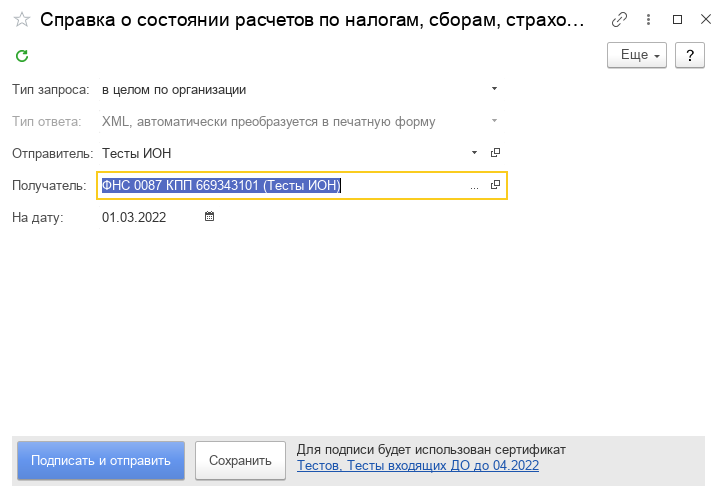 Справка о состоянии расчетов по налогам, сборам, страхо...
Еще ?
Тип запроса: в целом по организации
Тип ответа: XML, автоматически преобразуется в печатную форму
Отправитель: Тесты ИОН
Получатель: ФНС 0087 КПП 669343101 (Тесты ИОН) ...
На дату: 01.03.2022
Подписать и отправить
Сохранить
Для подписи будет использован сертификат
Тестов, Тесты входящих ДО до 04.2022